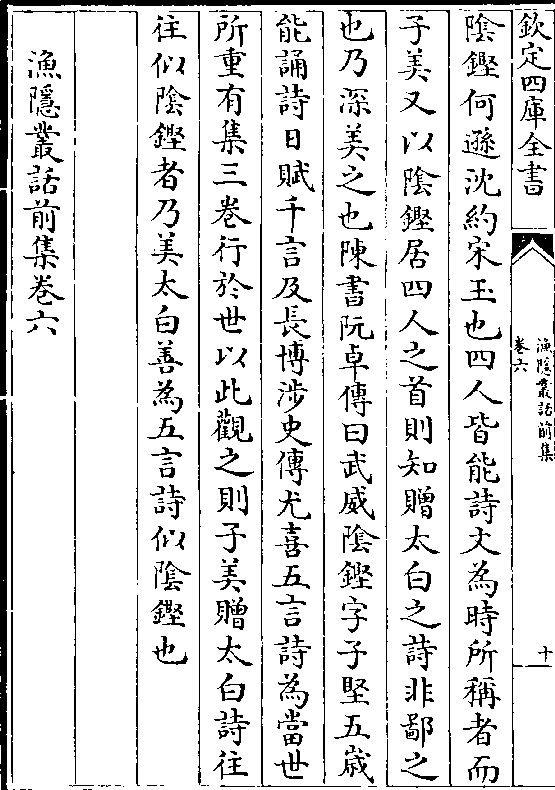 欽定四庫全書
漁隱叢話前集
卷六
十
陰鏗何遜沈約宋玉也四人皆能詩文為時所稱者而
子美又以陰鏗居四人之首則知贈太白之詩非鄙之
也乃深美之也陳書阮卓傳曰武威陰鏗字子堅五歲
能誦詩日賦千言及長博涉史傳尤喜五言詩為當世
所重有集三卷行於世以此觀之則子美贈太白詩往
往似陰鏗者乃美太白善為五言詩似陰鏗也
漁隱叢話前集卷六